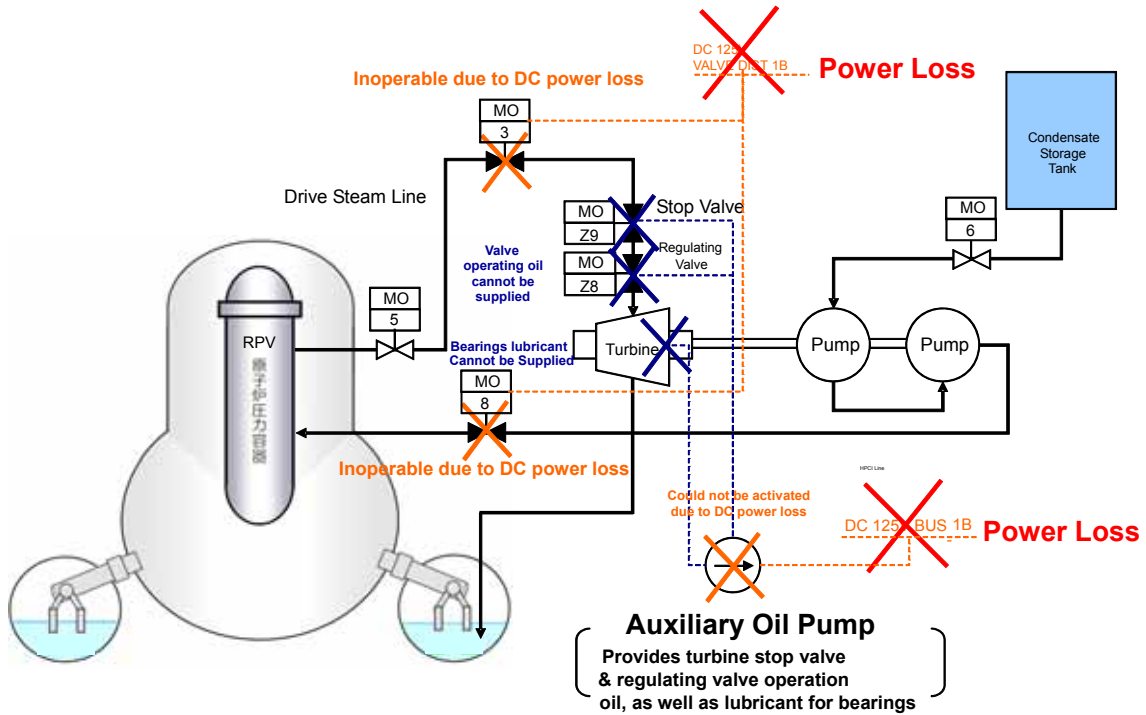 DC 125
VALVE DIST 1B
Power Loss
Inoperable due to DC power loss
MO
3
Condensate
Storage
Tank
Drive Steam Line
MO
Z9
Stop Valve
MO
6
Valve
operating oil
cannot be
supplied
MO
Z8
Regulating
Valve
MO
5
RPV
原子炉圧力容器
Bearings lubricant
Cannot be Supplied
Turbine
Pump
Pump
MO
8
Inoperable due to DC power loss
HPCI Line
Could not be activated
due to DC power loss
DC 125 BUS 1B
Power Loss
Auxiliary Oil Pump
Provides turbine stop valve
& regulating valve operation
oil, as well as lubricant for bearings